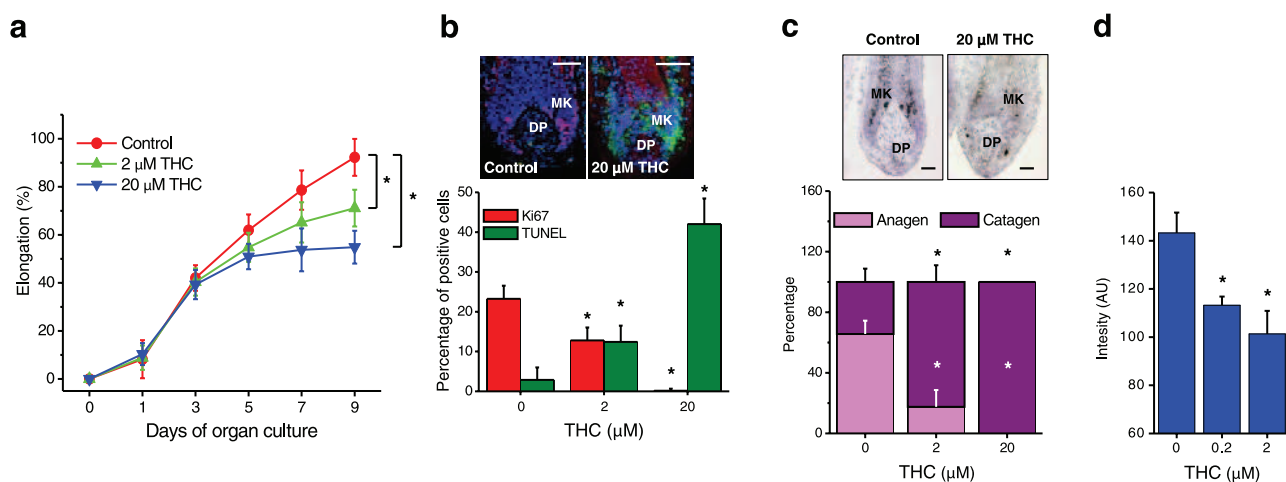 a
Elongation (%)
100
80
60
40
20
0
Control
2 µM THC
20 µM THC
*
*
0 1 3 5 7 9
Days of organ culture
b
MK
DP
Control
MK
DP
20 µM THC
Percentage of positive cells
50
40
30
20
10
0
Ki67
TUNEL
* * * *
0 2 20
THC (µM)
c
Control 20 µM THC
MK
DP
MK
DP
Percentage
160
120
80
40
0
Anagen Catagen
* *
* *
0 2 20
THC (µM)
d
Intesity (AU)
160
140
120
100
80
60
* *
0 0.2 2
THC (µM)